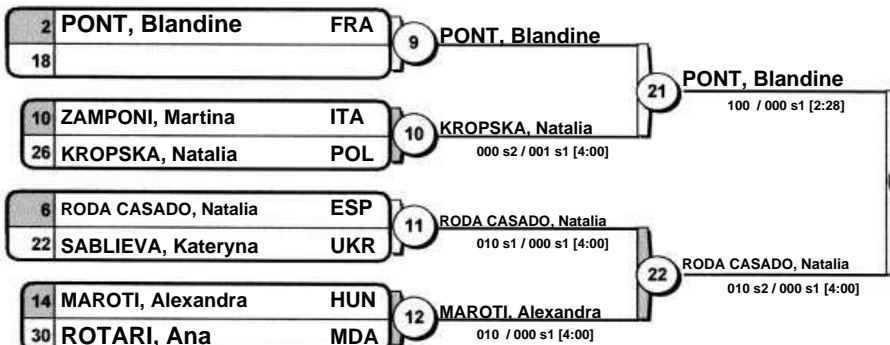 2 PONT, Blandine FRA
18
9 PONT, Blandine
10 ZAMPONI, Martina ITA
26 KROPSKA, Natalia POL
10 KROPSKA, Natalia
000 s2 / 001 s1 [4:00]
21 PONT, Blandine
100 / 000 s1 [2:28]
6 RODA CASADO, Natalia ESP
22 SABLIEVA, Kateryna UKR
11 RODA CASADO, Natalia
010 s1 / 000 s1 [4:00]
14 MAROTI, Alexandra HUN
30 ROTARI, Ana MDA
12 MAROTI, Alexandra
010 / 000 s1 [4:00]
22 RODA CASADO, Natalia
010 s2 / 000 s1 [4:00]